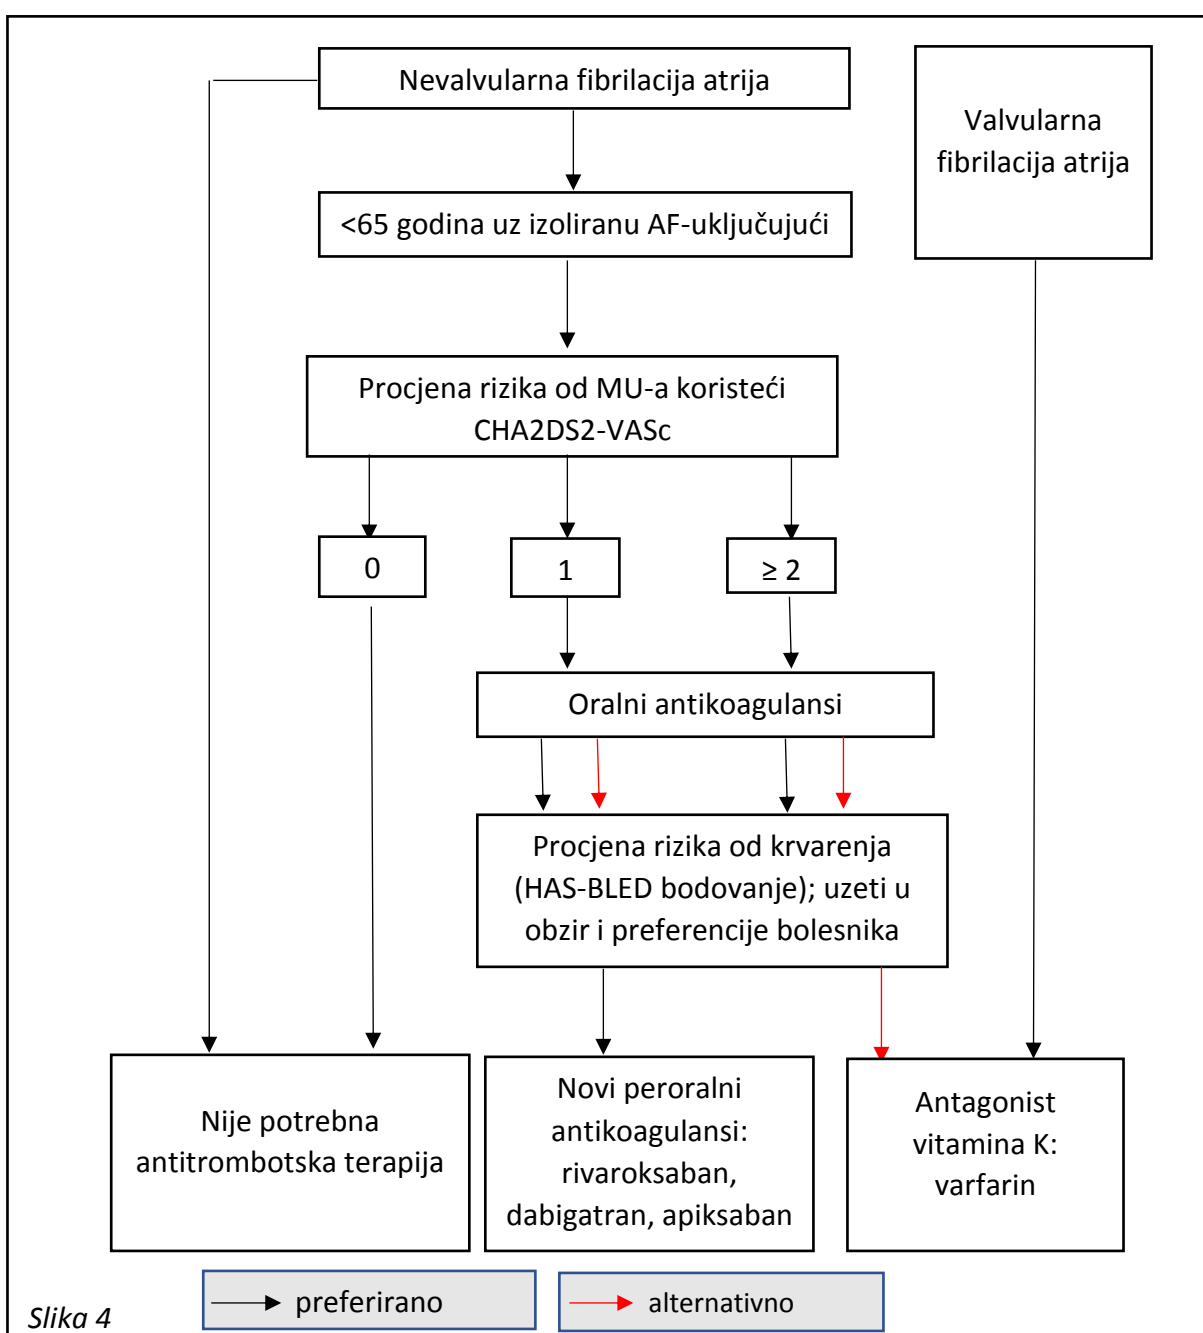 Nevalvularna fibrilacija atrija
Valvularna
fibrilacija atrija
<65 godina uz izoliranu AF-uključujući
Procjena rizika od MU-a koristeći
CHA2DS2-VASc
0
1
≥ 2
Oralni antikoagulansi
Procjena rizika od krvarenja
(HAS-BLED bodovanje); uzeti u
obzir i preferencije bolesnika
Nije potrebna
antitrombotska terapija
Novi peroralni
antikoagulansi:
rivaroksaban,
dabigatran, apiksaban
Antagonist
vitamina K:
varfarin
Slika 4
preferirano
alternativno